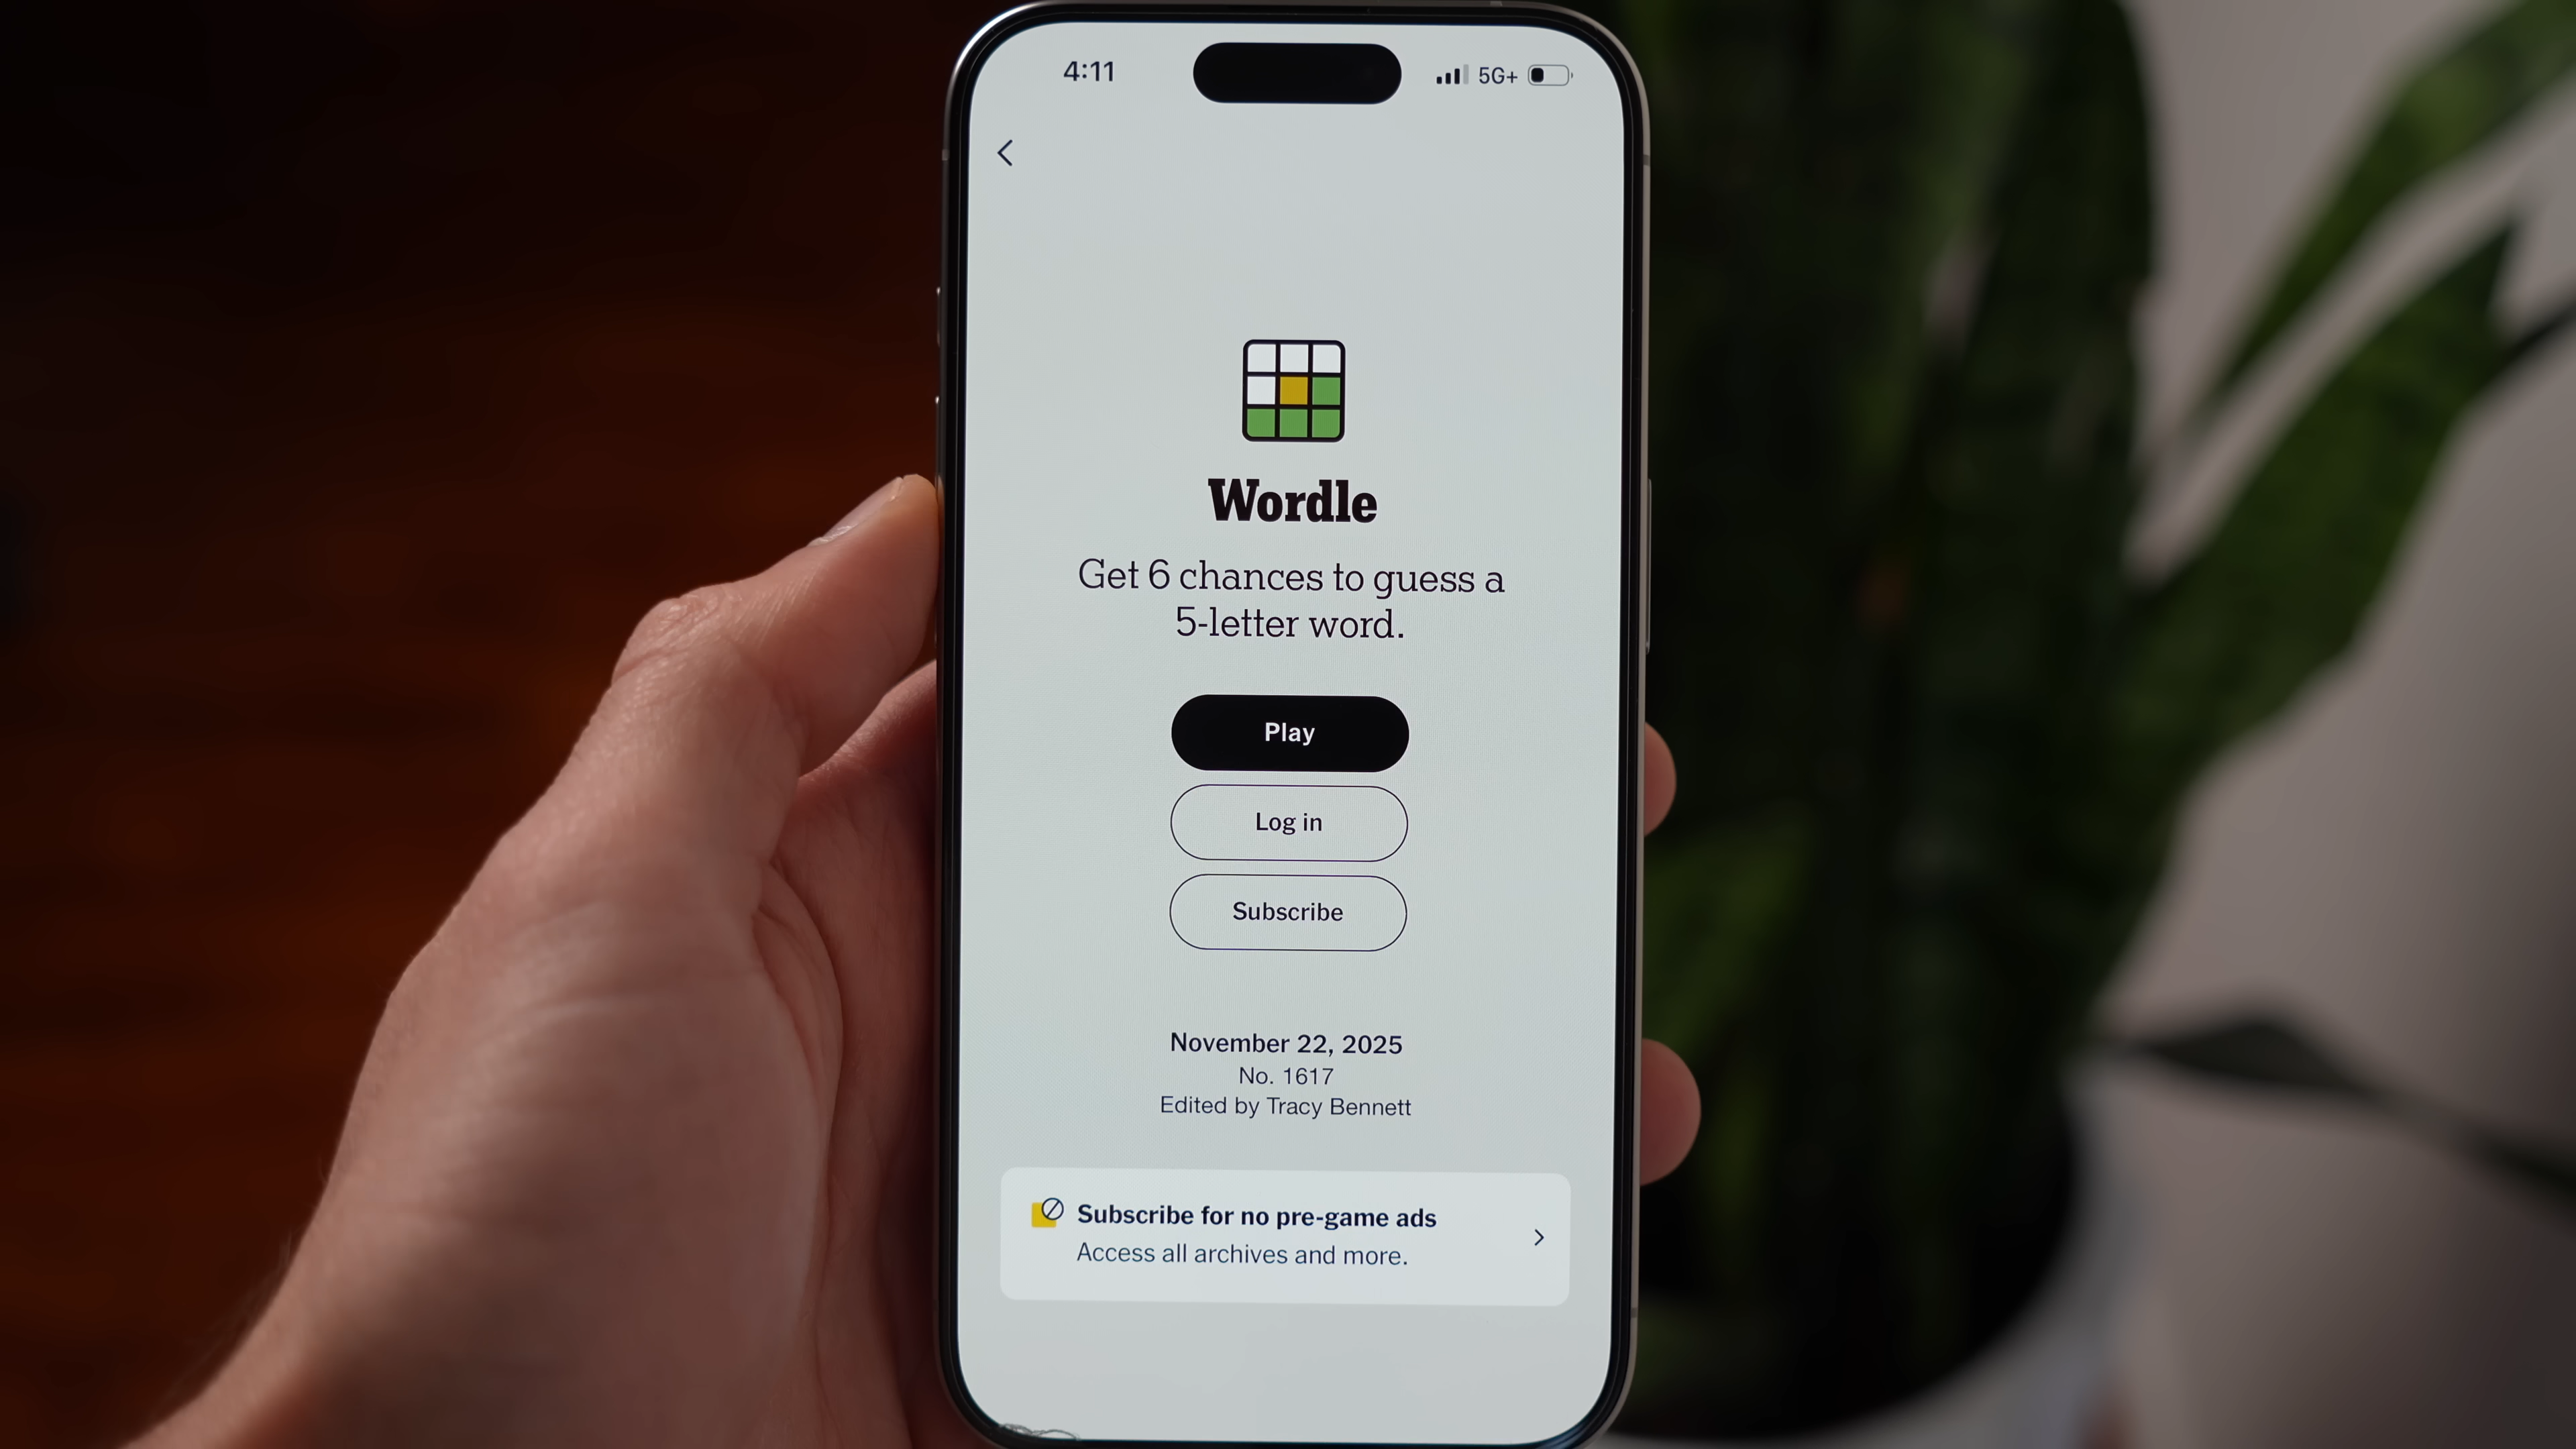 4:11
5G+
Wordle
Get 6 chances to guess a
5-letter word.
Play
Log in
Subscribe
November 22, 2025
No. 1617
Edited by Tracy Bennett
Subscribe for no pre-game ads
Access all archives and more.